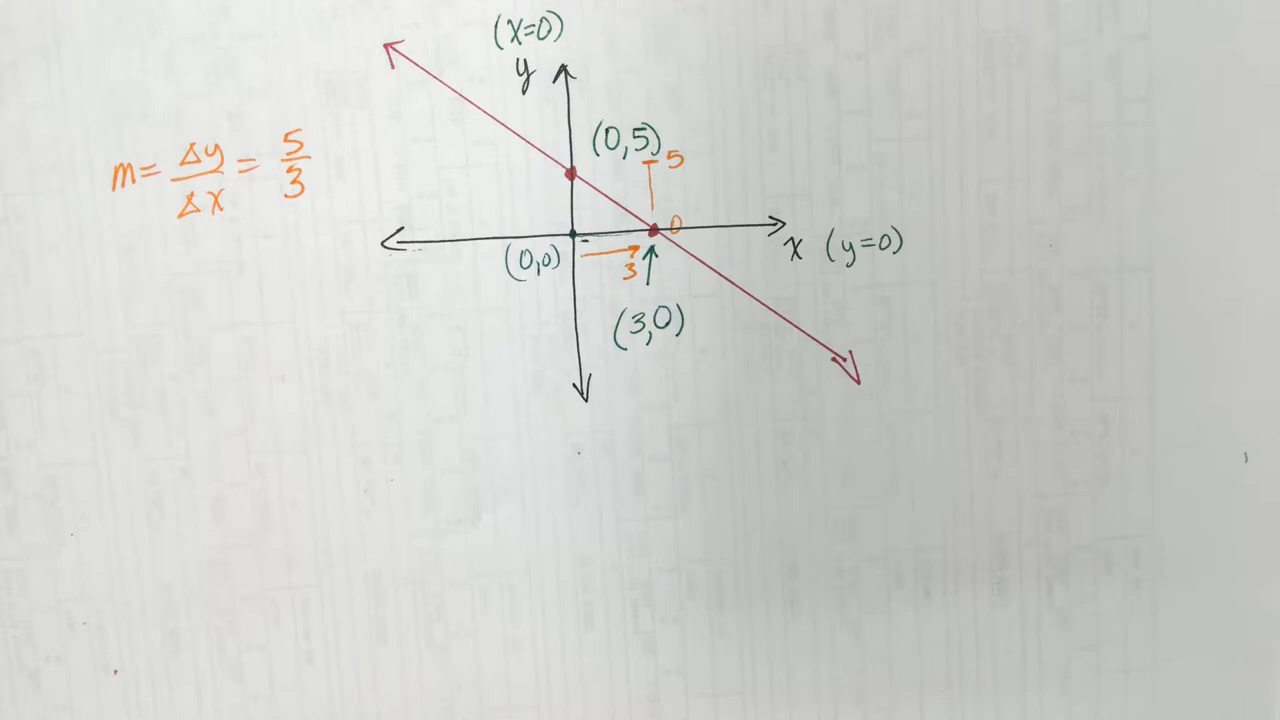 (x=0)
y
(0,5)
5
m = Δy/Δx = 5/3
0
x (y=0)
(0,0)
3
(3,0)